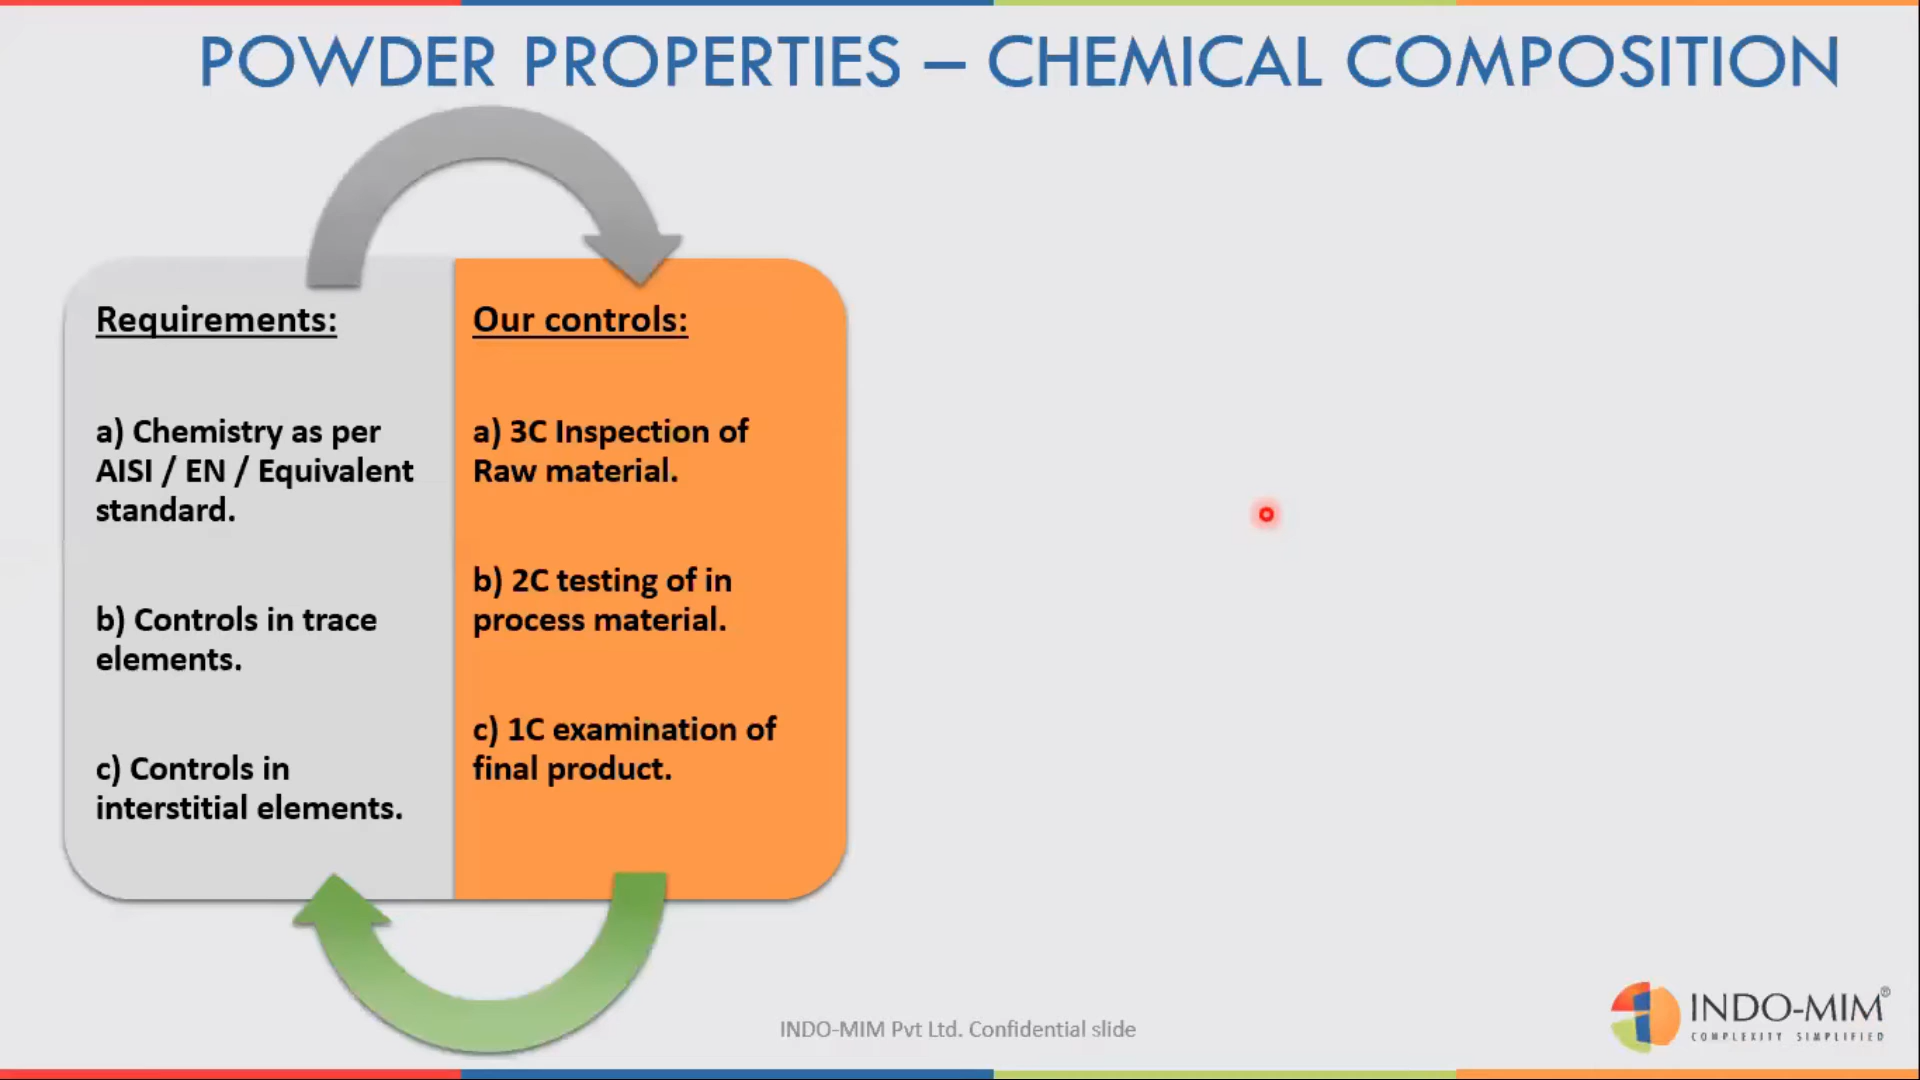 POWDER PROPERTIES – CHEMICAL COMPOSITION
Requirements:
a) Chemistry as per
AISI / EN / Equivalent
standard.
b) Controls in trace
elements.
c) Controls in
interstitial elements.
Our controls:
a) 3C Inspection of
Raw material.
b) 2C testing of in
process material.
c) 1C examination of
final product.
INDO-MIM Pvt Ltd. Confidential slide
INDO-MIM®
COMPLEXITY SIMPLIFIED